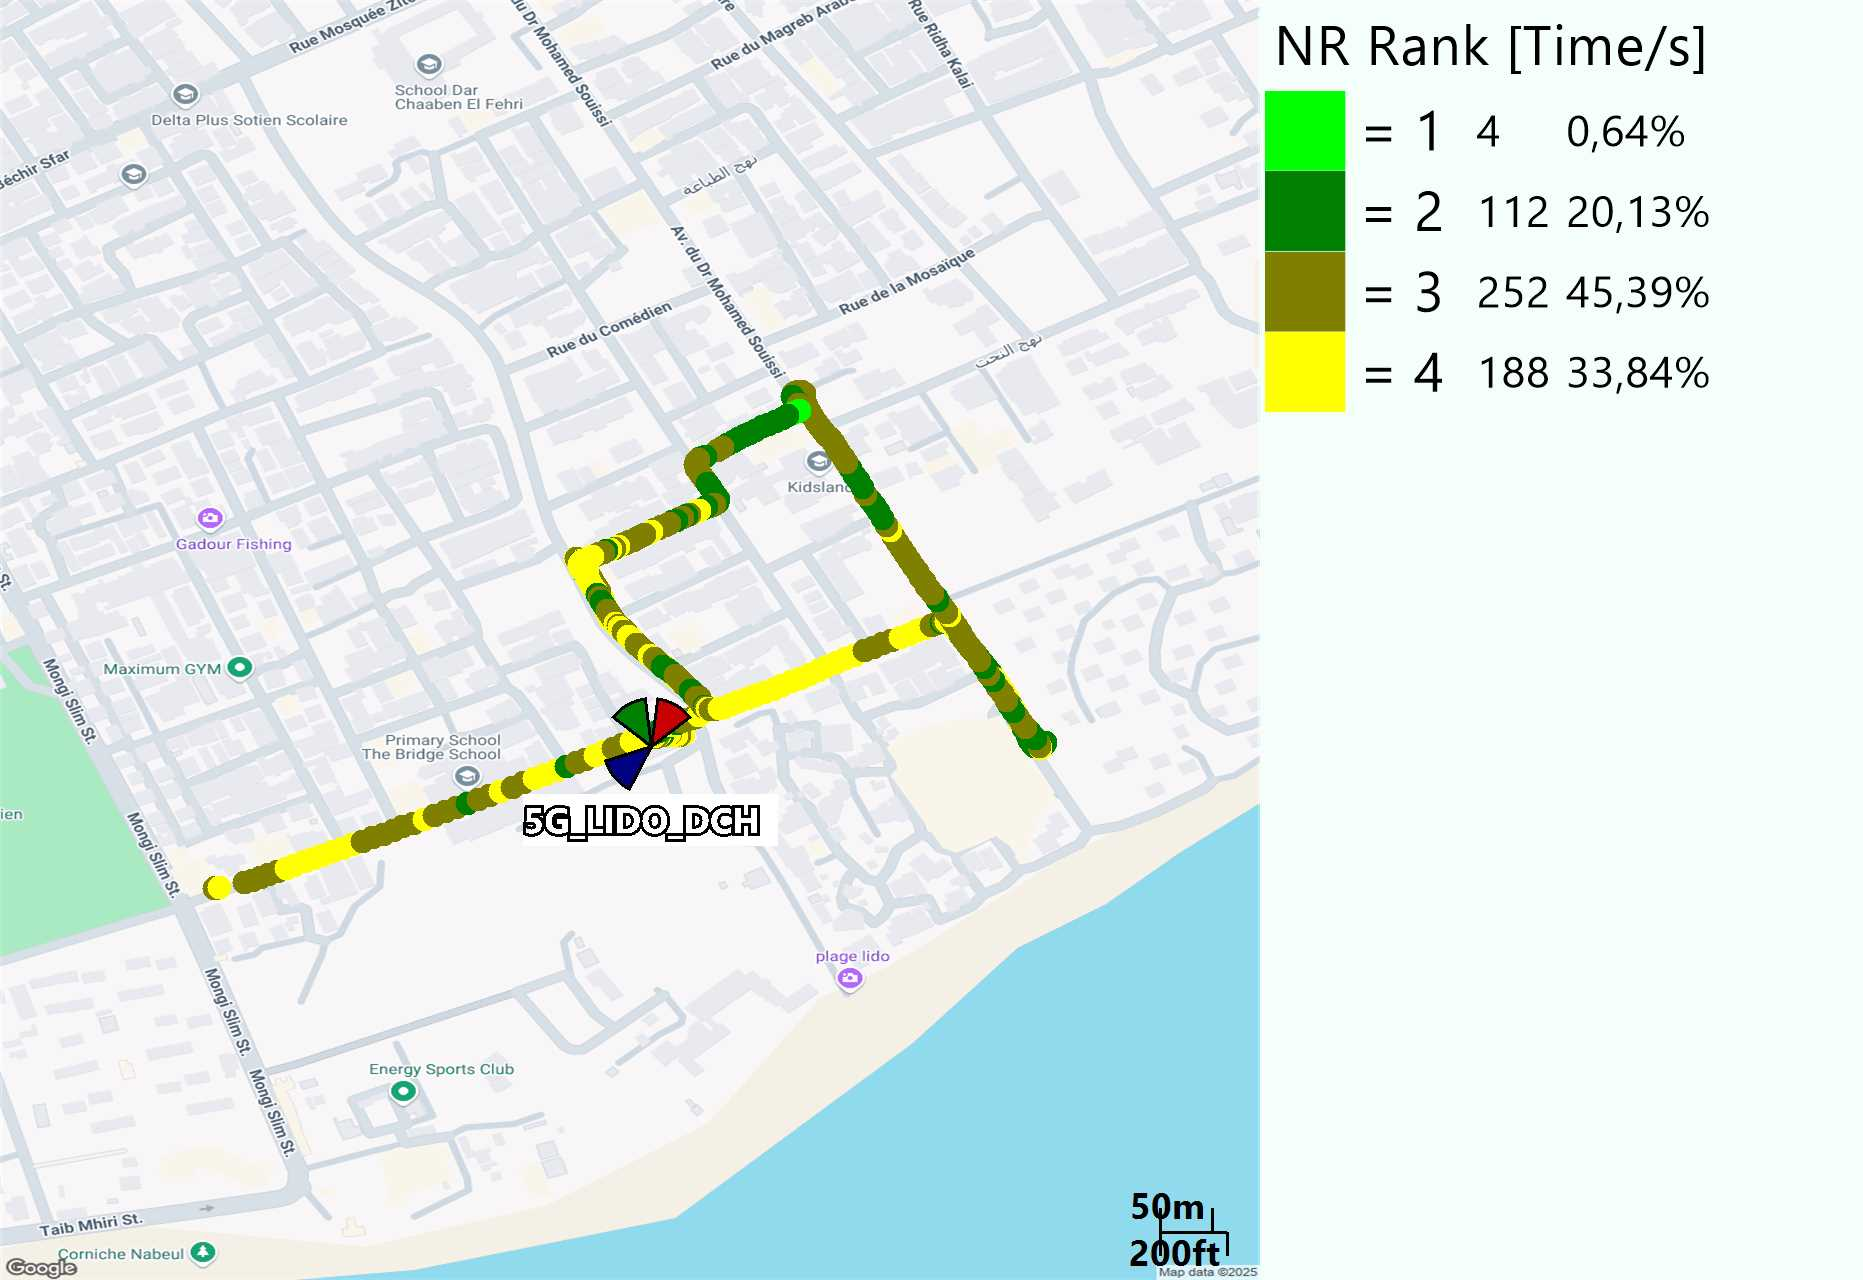 NR Rank [Time/s]
= 1 4 0,64%
= 2 112 20,13%
= 3 252 45,39%
= 4 188 33,84%
Rue Mosquée Zito
du Dr Mohamed Souissi
Rue du Magreb Arabe
Rue Ridha Kalai
School Dar
Chaaben El Fehri
Delta Plus Sotien Scolaire
Béchir Sfar
نهج الطباعة
Av. du Dr Mohamed Souissi
Rue de la Mosaïque
Rue du Comédien
نهج النحت
Kidsland
Gadour Fishing
St.
Maximum GYM
Mongi Slim St.
Primary School
The Bridge School
5G_LIDO_DCH
ien
Mongi Slim St.
plage lido
Mongi Slim St.
Energy Sports Club
Mongi Slim St.
Taib Mhiri St.
Corniche Nabeul
50m
200ft
Google
Map data ©2025